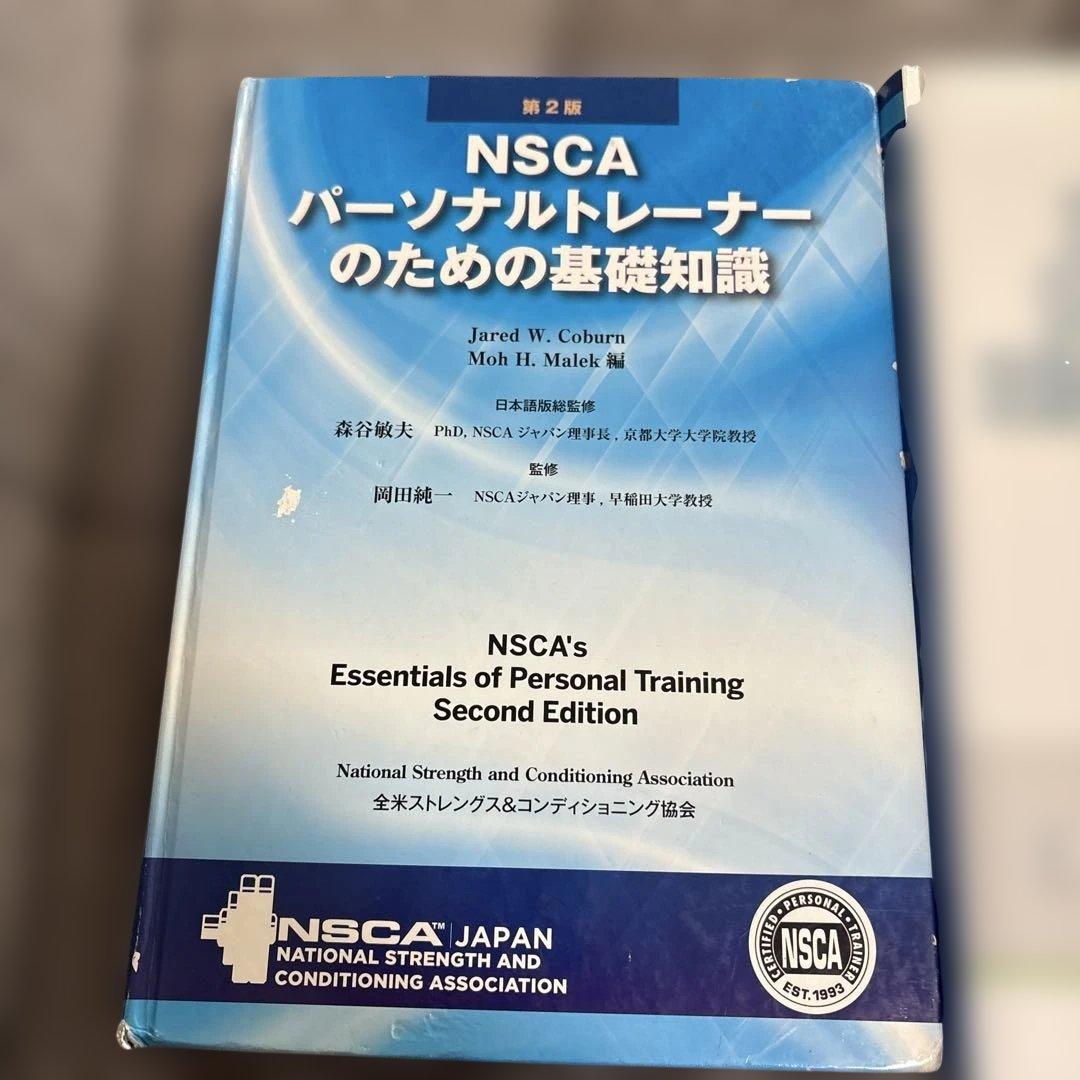 第2版
NSCA
パーソナルトレーナー
のための基礎知識
Jared W. Coburn
Moh H. Malek 編
日本語版総監修
森谷敏夫 PhD, NSCA ジャパン理事長, 京都大学大学院教授
監修
岡田純一 NSCAジャパン理事, 早稲田大学教授
NSCA's
Essentials of Personal Training
Second Edition
National Strength and Conditioning Association
全米ストレングス&コンディショニング協会
NSCA™ JAPAN
NATIONAL STRENGTH AND
CONDITIONING ASSOCIATION
CERTIFIED • PERSONAL • TRAINER
NSCA
EST. 1993